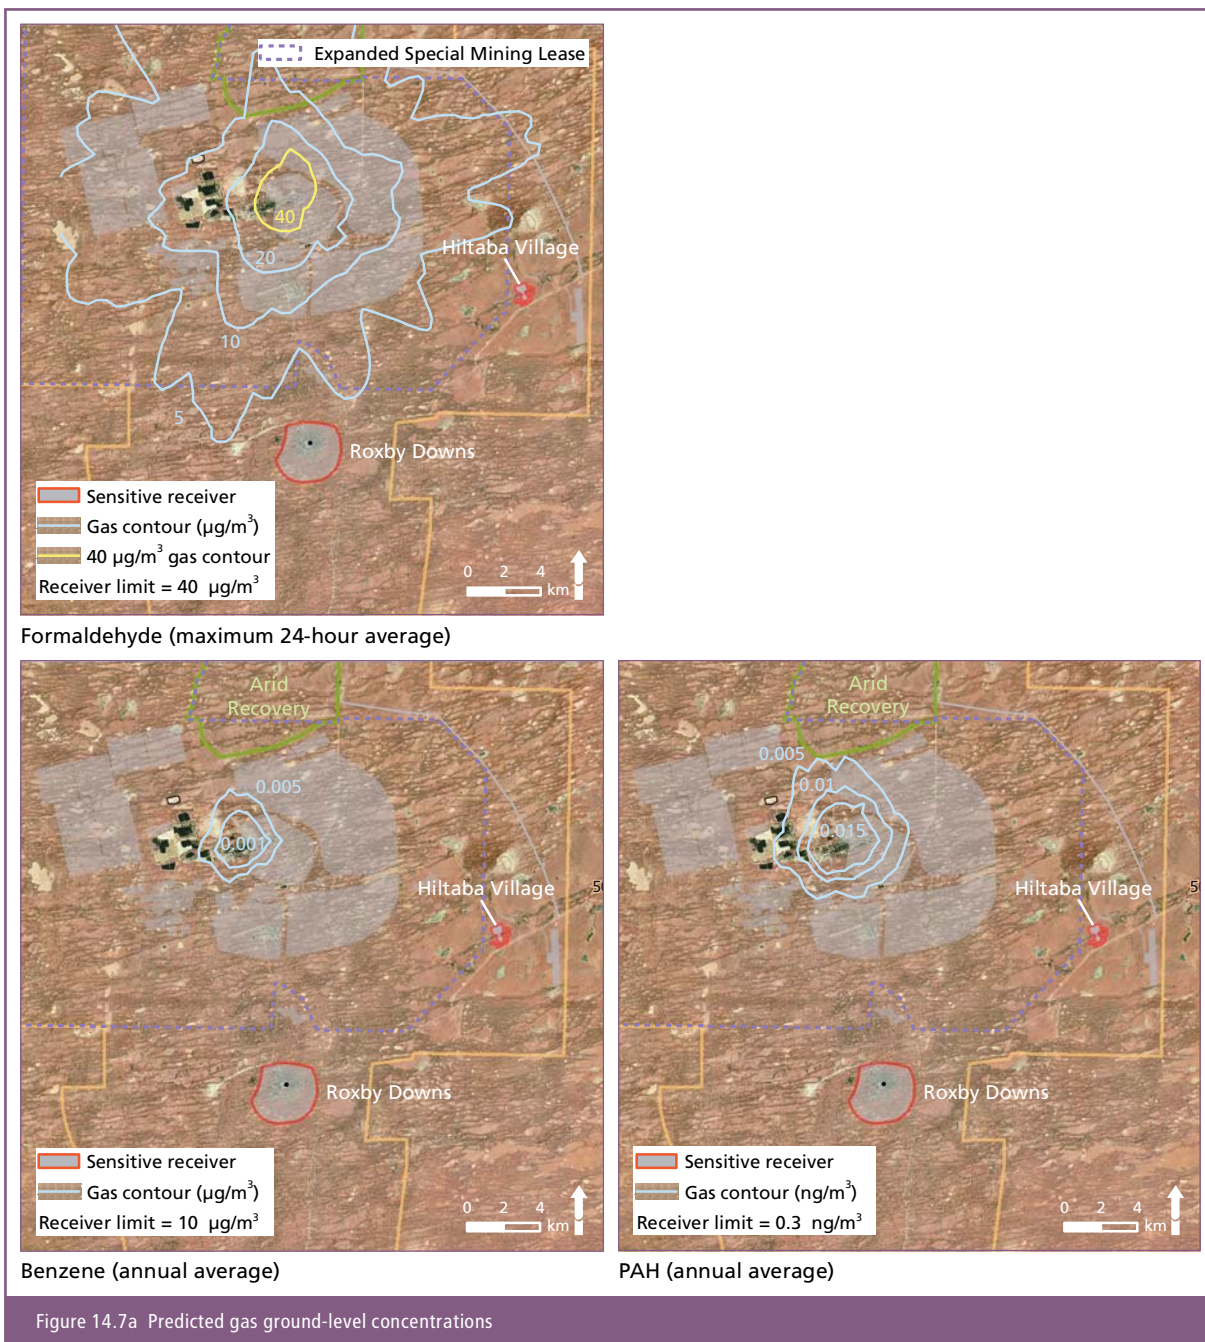 Expanded Special Mining Lease
40
20
Hiltaba Village
10
5
Roxby Downs
Sensitive receiver
Gas contour (µg/m³)
40 µg/m³ gas contour
Receiver limit = 40 µg/m³
0 2 4
km
Formaldehyde (maximum 24-hour average)
Arid
Recovery
0.005
0.001
Hiltaba Village
50
Roxby Downs
Sensitive receiver
Gas contour (µg/m³)
Receiver limit = 10 µg/m³
0 2 4
km
Benzene (annual average)
Arid
Recovery
0.005
0.01
0.015
Hiltaba Village
5
Roxby Downs
Sensitive receiver
Gas contour (ng/m³)
Receiver limit = 0.3 ng/m³
0 2 4
km
PAH (annual average)
Figure 14.7a Predicted gas ground-level concentrations